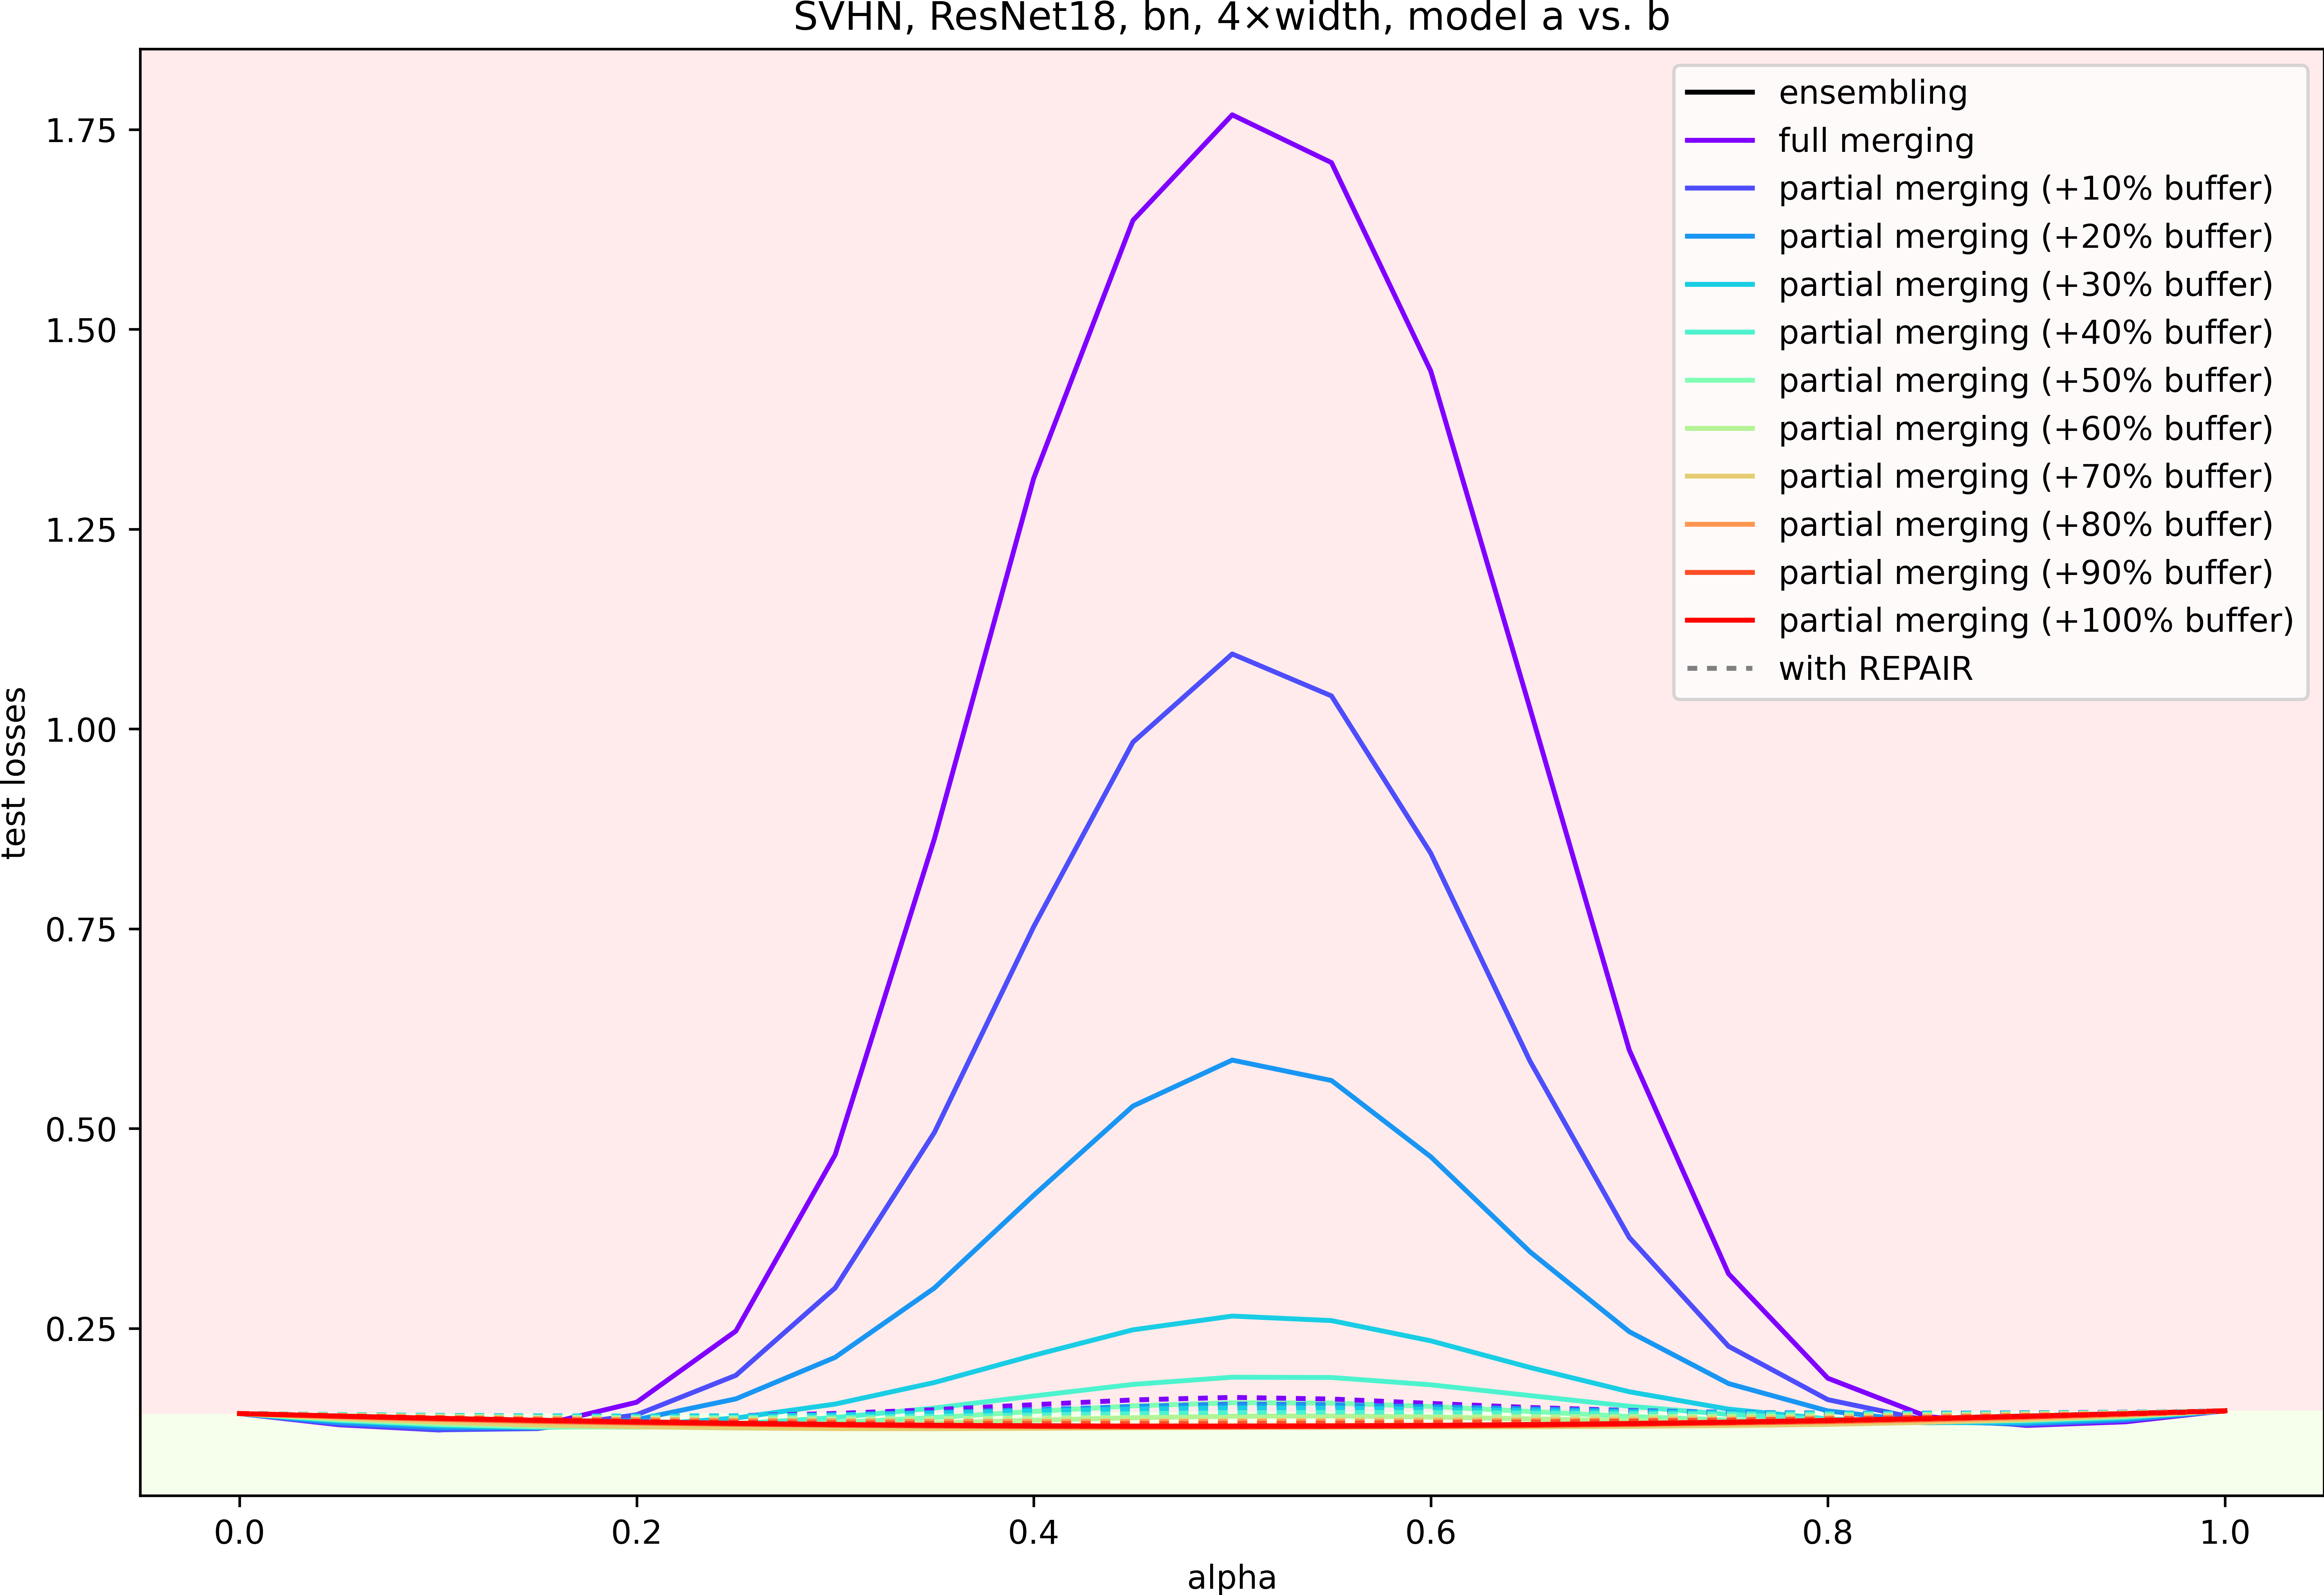 SVHN, ResNet18, bn, 4×width, model a vs. b
ensembling
full merging
partial merging (+10% buffer)
partial merging (+20% buffer)
partial merging (+30% buffer)
partial merging (+40% buffer)
partial merging (+50% buffer)
partial merging (+60% buffer)
partial merging (+70% buffer)
partial merging (+80% buffer)
partial merging (+90% buffer)
partial merging (+100% buffer)
with REPAIR
test losses
1.75
1.50
1.25
1.00
0.75
0.50
0.25
0.0 0.2 0.4 0.6 0.8 1.0
alpha